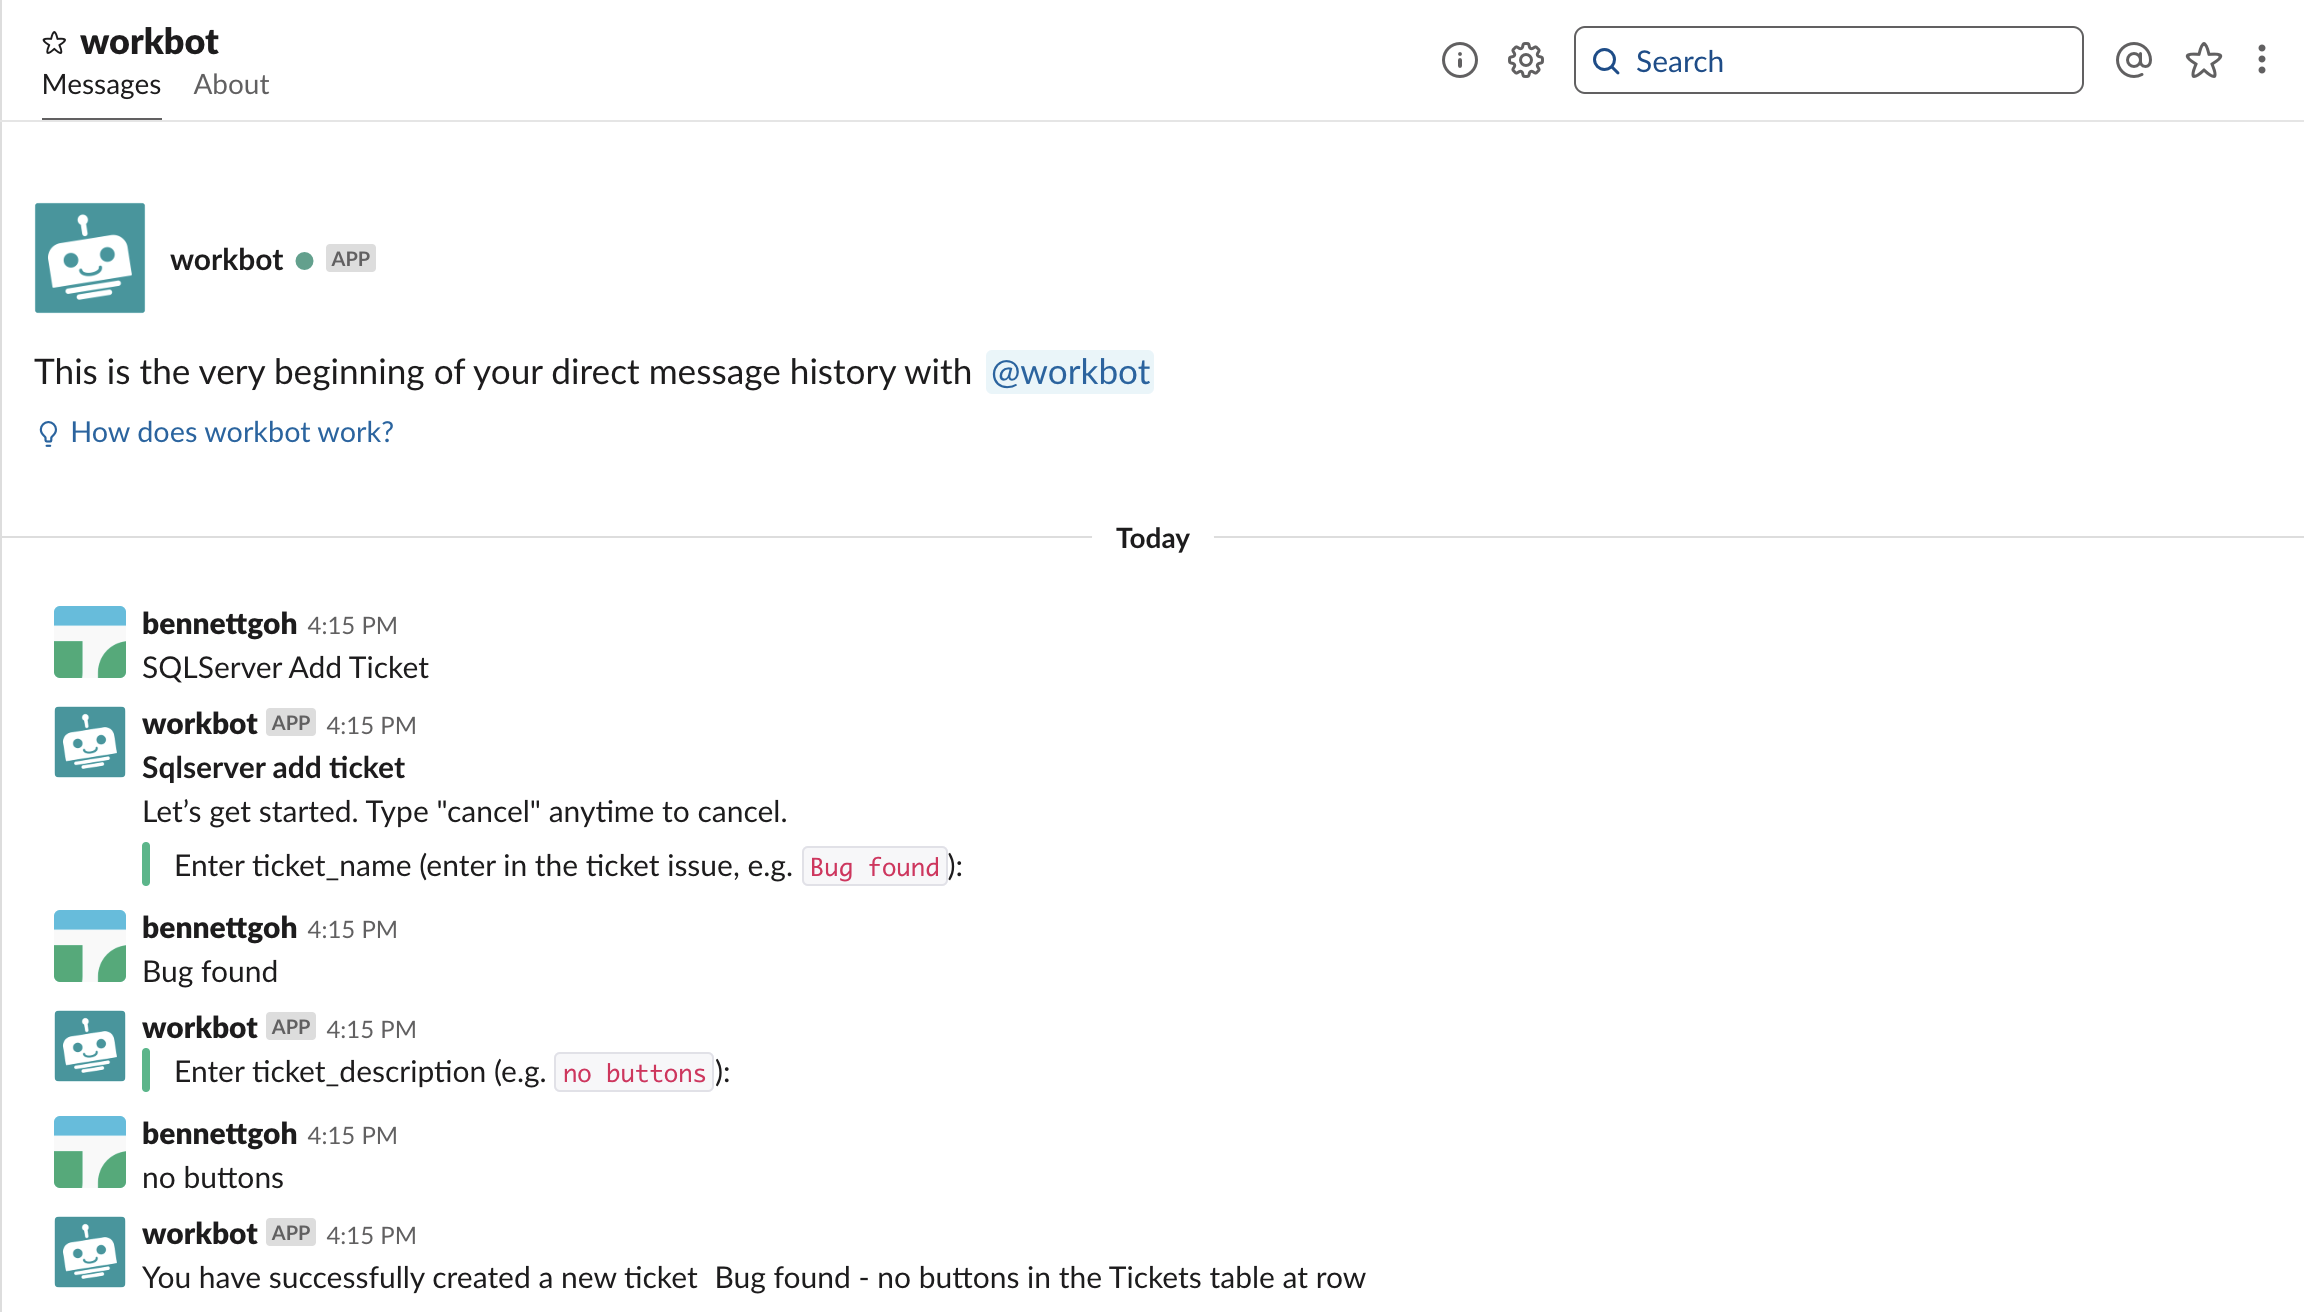 workbot
Messages About
Search
workbot APP
This is the very beginning of your direct message history with @workbot
How does workbot work?
Today
bennettgoh 4:15 PM
SQLServer Add Ticket
workbot APP 4:15 PM
Sqlserver add ticket
Let’s get started. Type "cancel" anytime to cancel.
Enter ticket_name (enter in the ticket issue, e.g. Bug found):
bennettgoh 4:15 PM
Bug found
workbot APP 4:15 PM
Enter ticket_description (e.g. no buttons):
bennettgoh 4:15 PM
no buttons
workbot APP 4:15 PM
You have successfully created a new ticket  Bug found - no buttons in the Tickets table at row